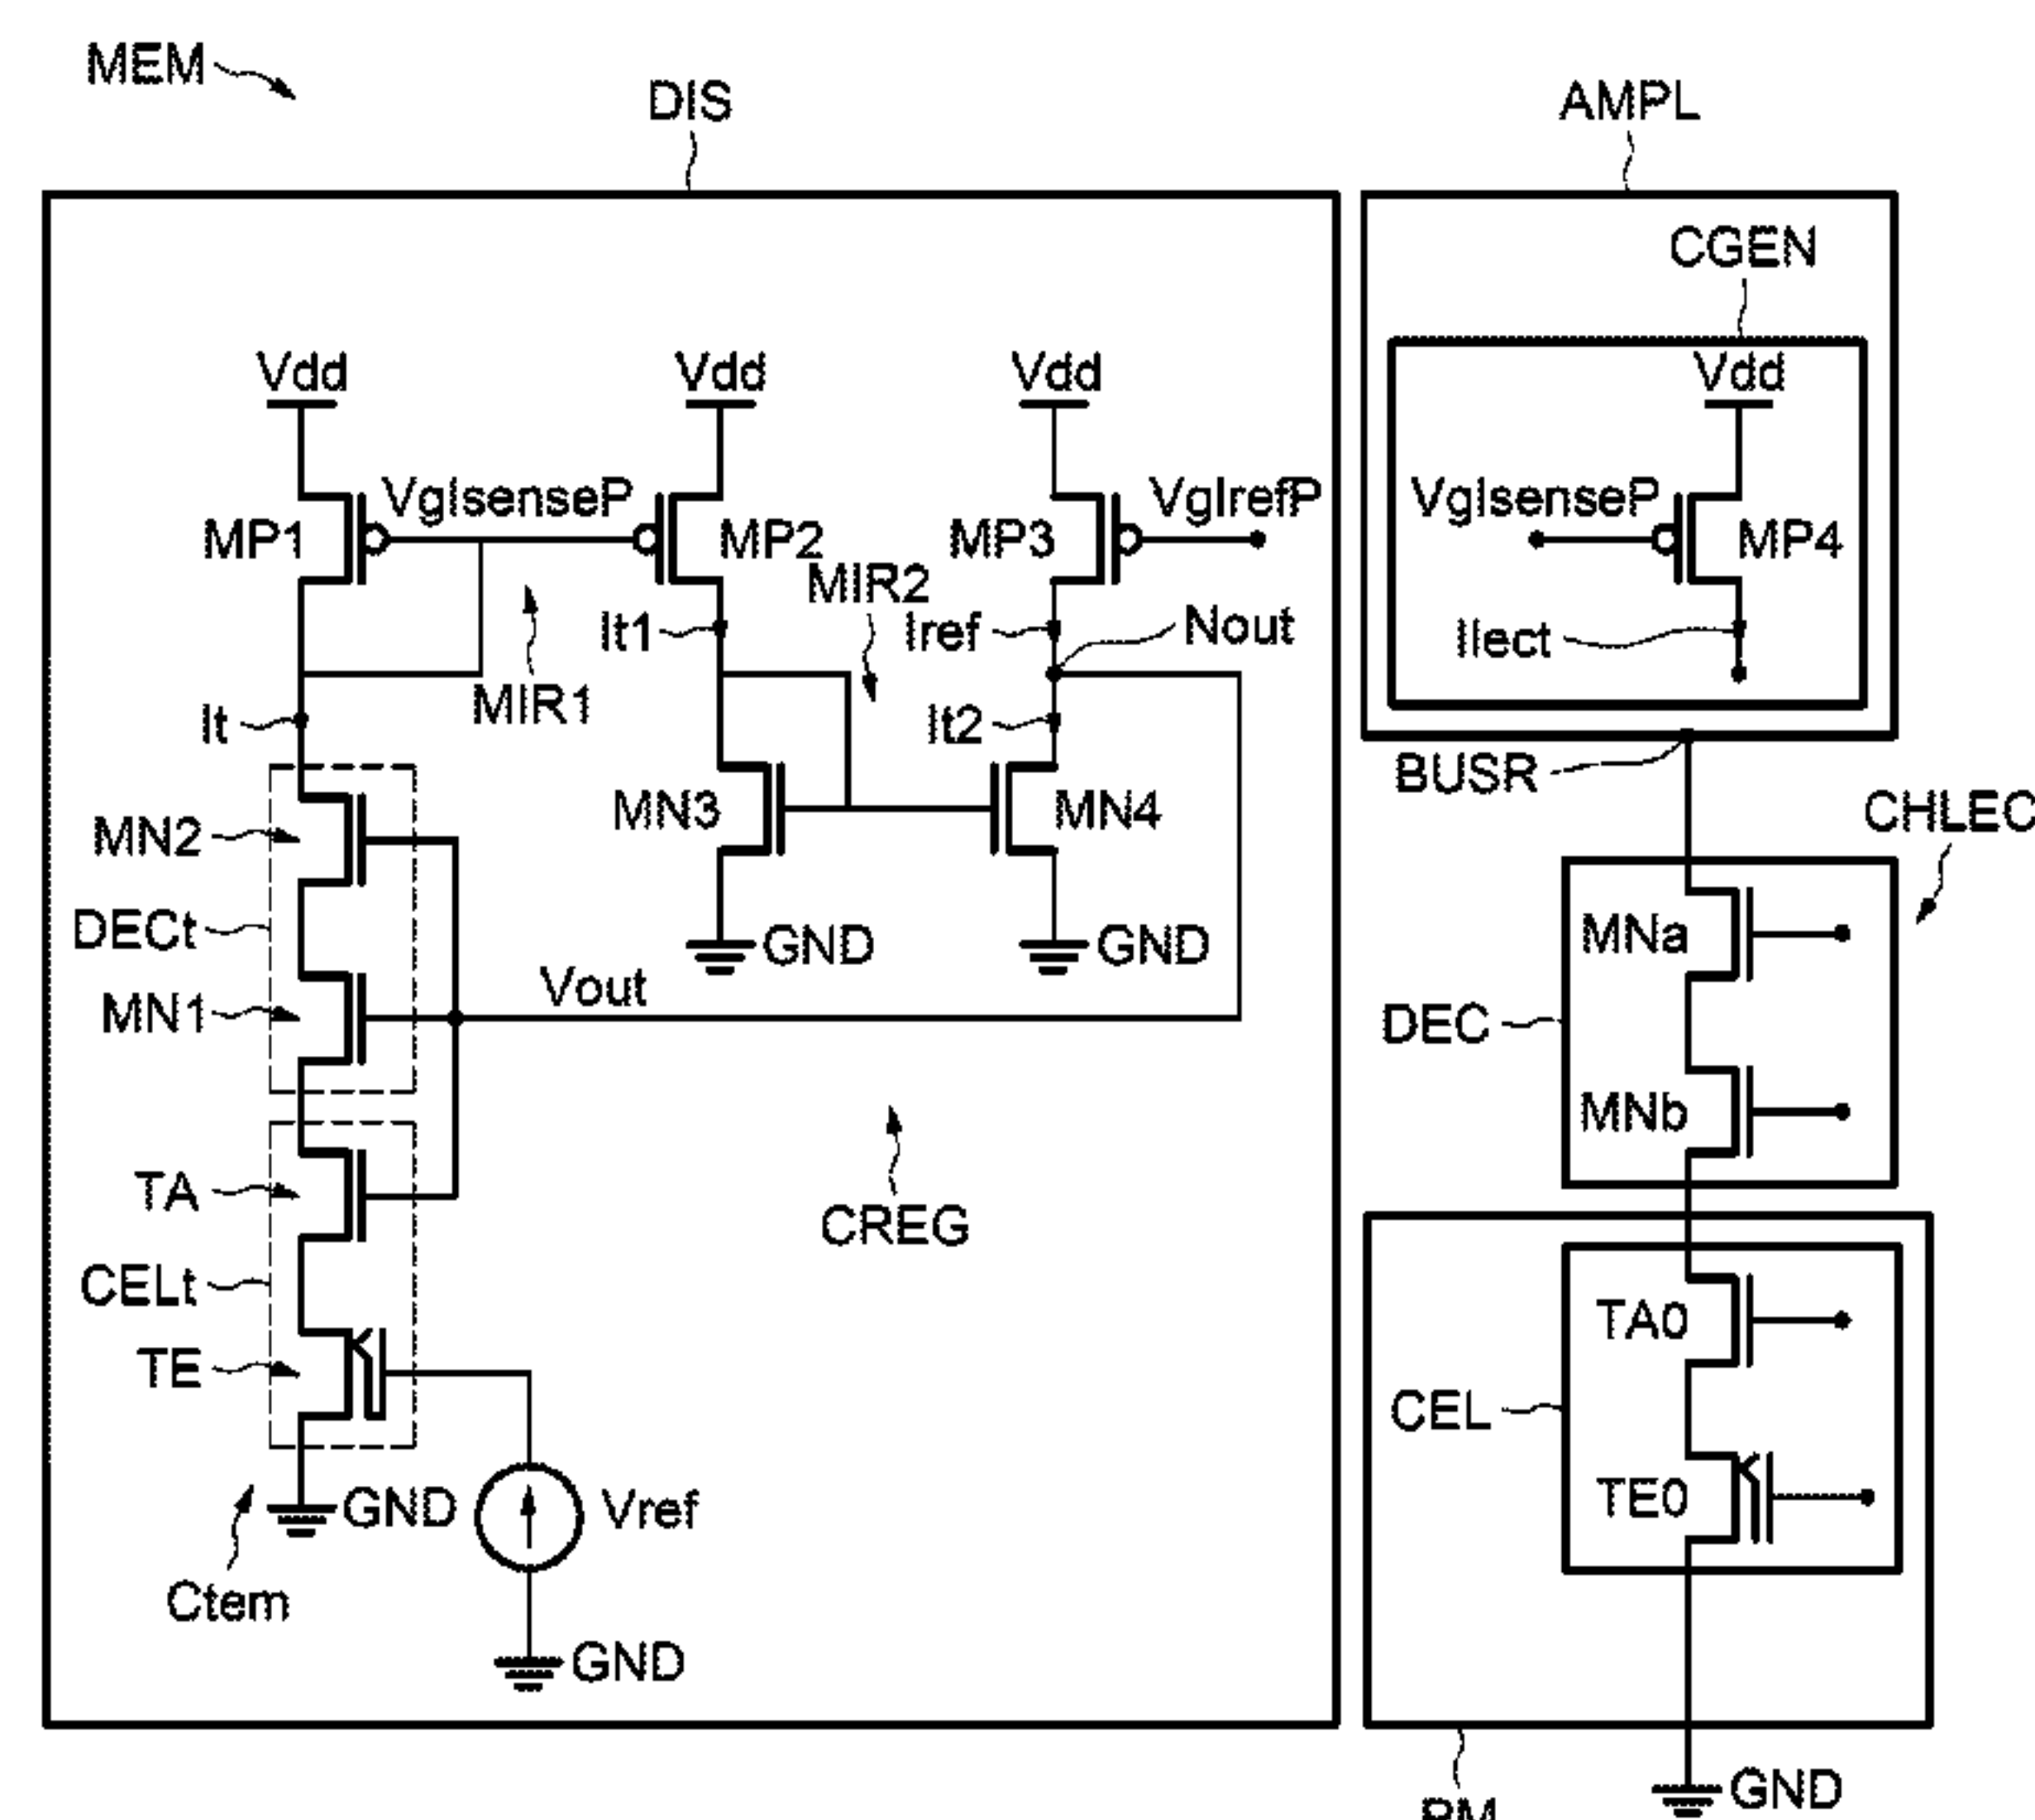 MEM
DIS
AMPL
CGEN
Vdd
Vdd
Vdd
Vdd
MP1
VgIsenseP
MP2
MP3
VgIrefP
VgIsenseP
MP4
MIR2
It1
Iref
Nout
Ilect
MIR1
It
It2
BUSR
CHLEC
MN2
MN3
MN4
DECt
GND
GND
MNa
Vout
MN1
DEC
MNb
TA
CREG
CELt
TA0
TE
CEL
GND
Vref
TE0
Ctem
GND
GND